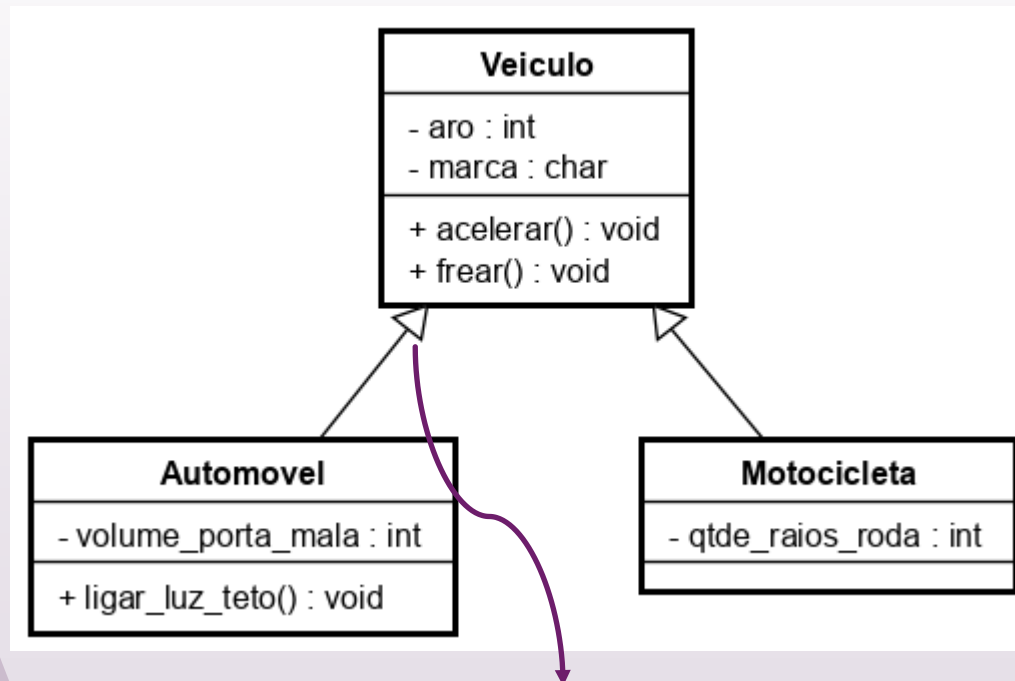 Veiculo
- aro : int
- marca : char
+ acelerar() : void
+ frear() : void
Automovel
- volume_porta_mala : int
+ ligar_luz_teto() : void
Motocicleta
- qtde_raios_roda : int